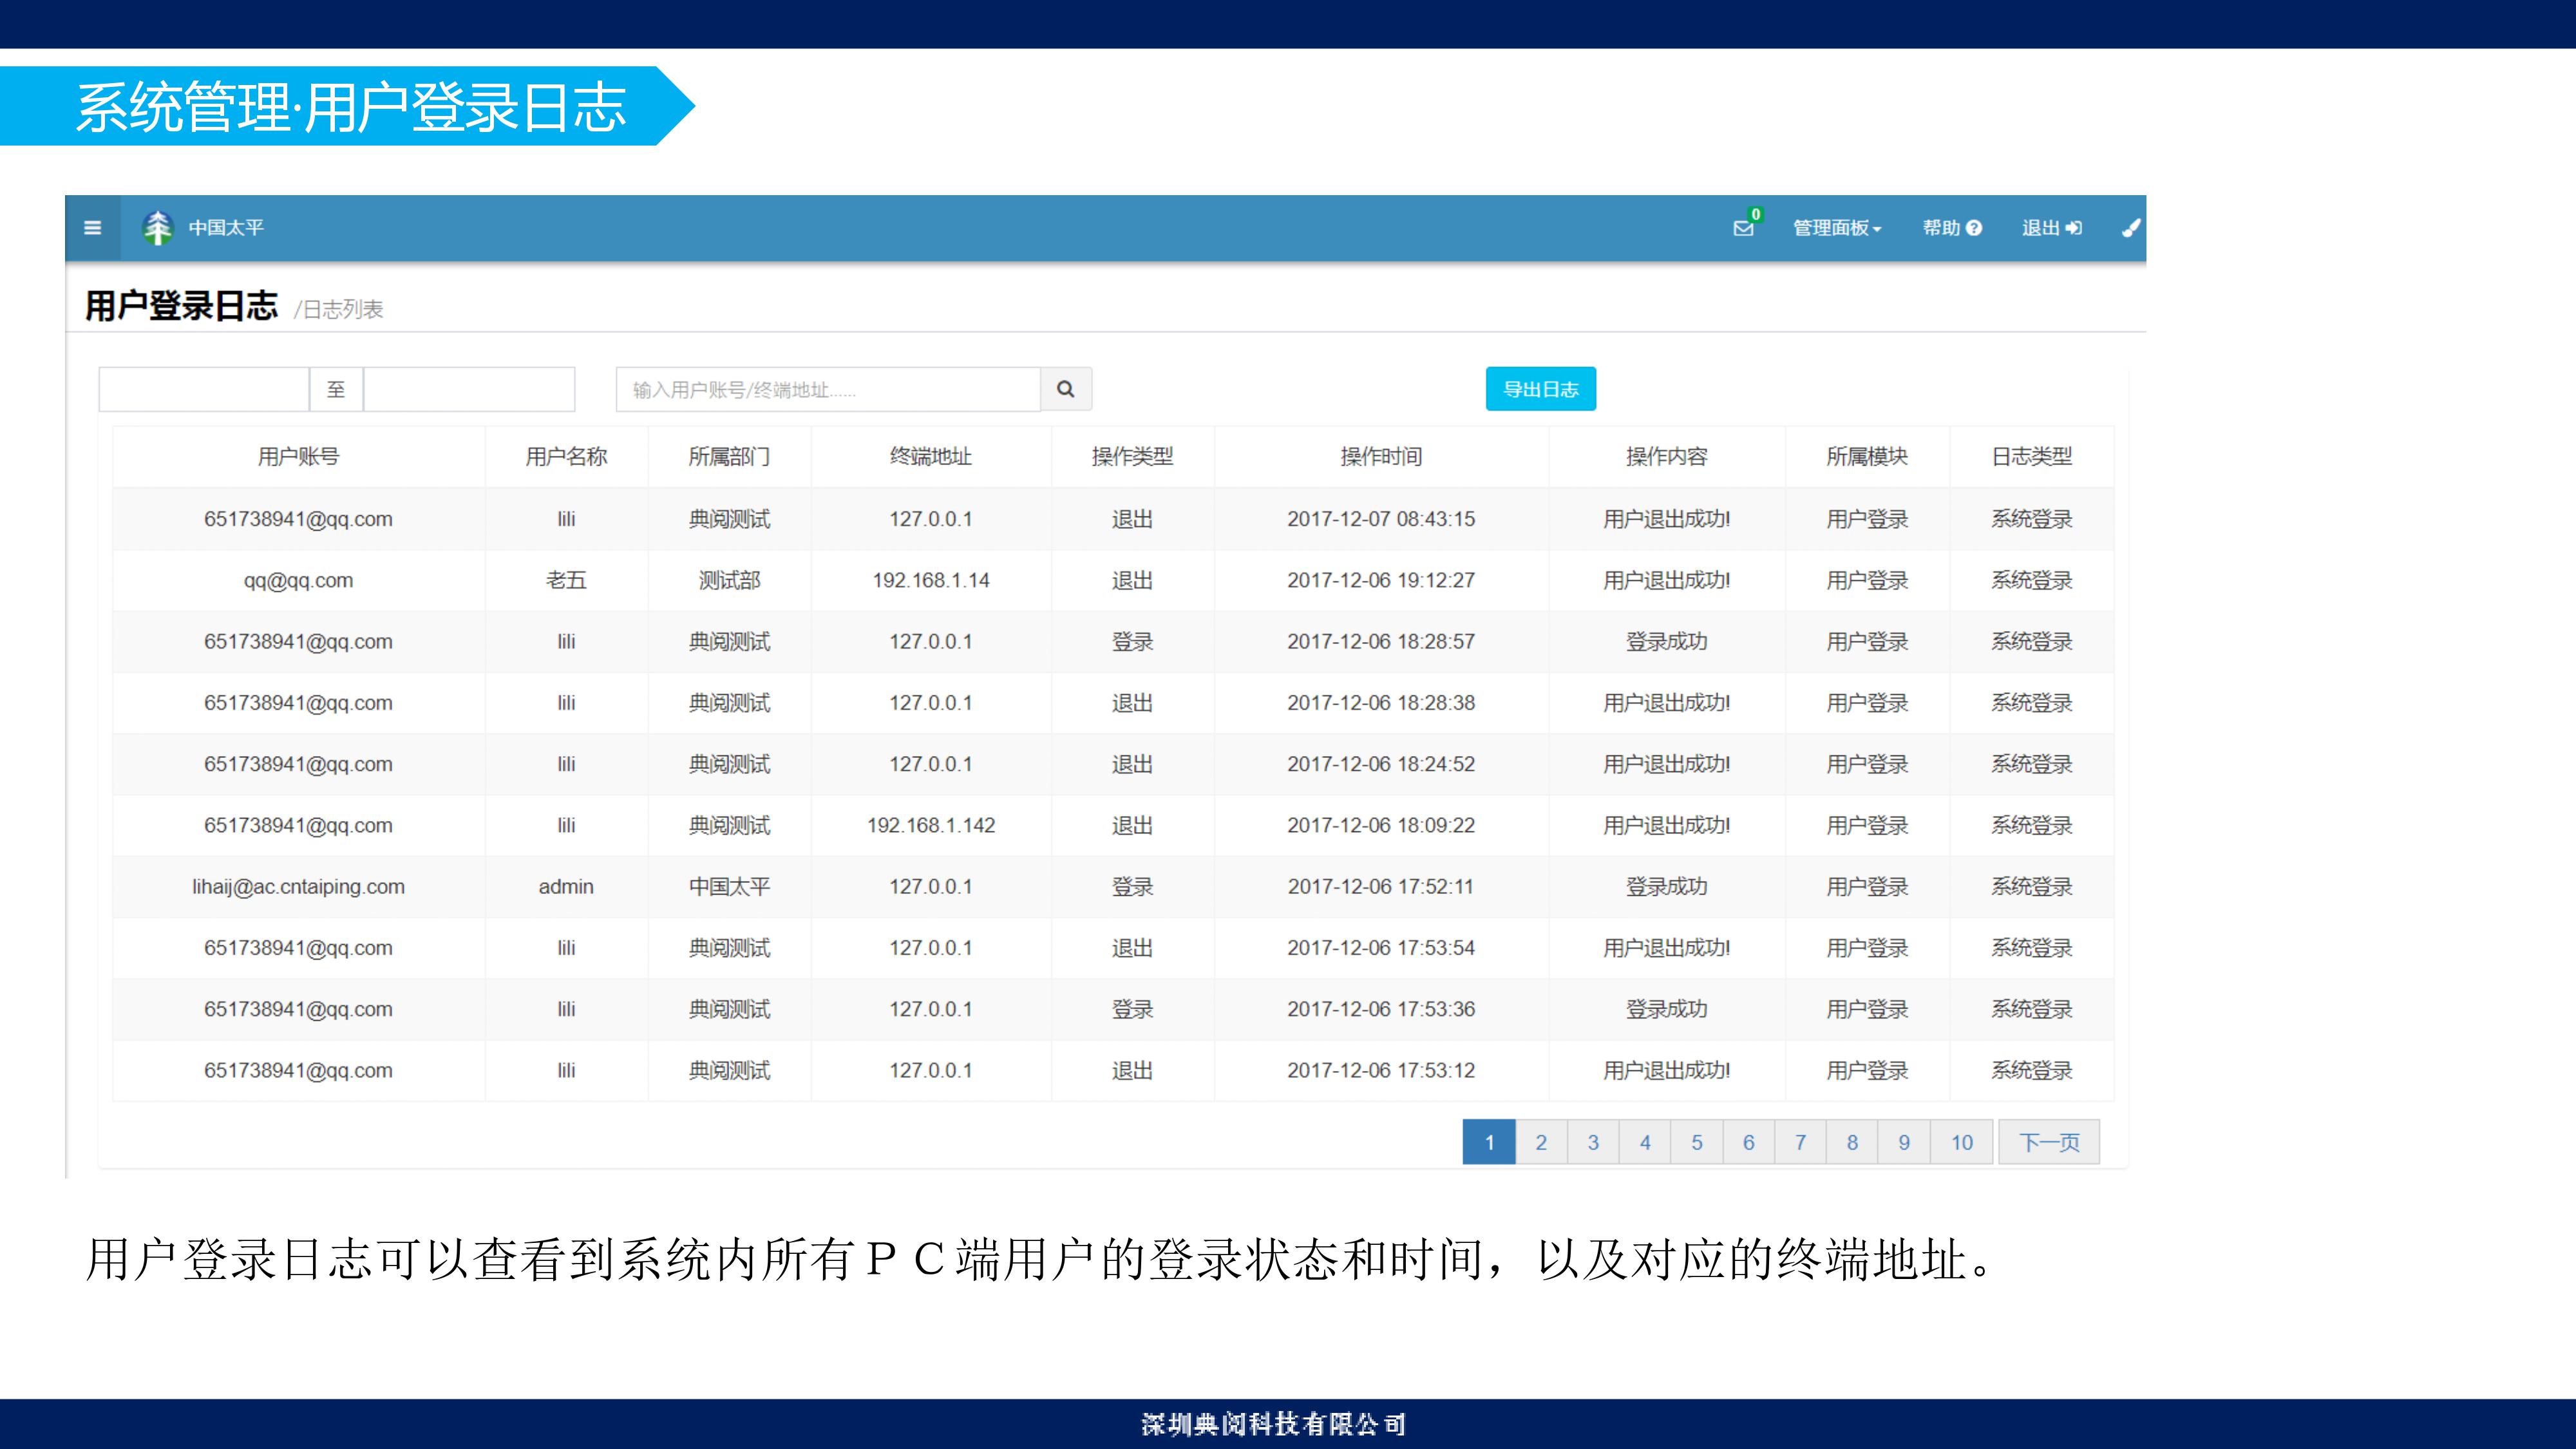 系统管理·用户登录日志
中国太平 0 管理面板 帮助 退出
用户登录日志 /日志列表
至 输入用户账号/终端地址...... 导出日志
用户账号 用户名称 所属部门 终端地址 操作类型 操作时间 操作内容 所属模块 日志类型
651738941@qq.com lili 典阅测试 127.0.0.1 退出 2017-12-07 08:43:15 用户退出成功! 用户登录 系统登录
qq@qq.com 老五 测试部 192.168.1.14 退出 2017-12-06 19:12:27 用户退出成功! 用户登录 系统登录
651738941@qq.com lili 典阅测试 127.0.0.1 登录 2017-12-06 18:28:57 登录成功 用户登录 系统登录
651738941@qq.com lili 典阅测试 127.0.0.1 退出 2017-12-06 18:28:38 用户退出成功! 用户登录 系统登录
651738941@qq.com lili 典阅测试 127.0.0.1 退出 2017-12-06 18:24:52 用户退出成功! 用户登录 系统登录
651738941@qq.com lili 典阅测试 192.168.1.142 退出 2017-12-06 18:09:22 用户退出成功! 用户登录 系统登录
lihaij@ac.cntaiping.com admin 中国太平 127.0.0.1 登录 2017-12-06 17:52:11 登录成功 用户登录 系统登录
651738941@qq.com lili 典阅测试 127.0.0.1 退出 2017-12-06 17:53:54 用户退出成功! 用户登录 系统登录
651738941@qq.com lili 典阅测试 127.0.0.1 登录 2017-12-06 17:53:36 登录成功 用户登录 系统登录
651738941@qq.com lili 典阅测试 127.0.0.1 退出 2017-12-06 17:53:12 用户退出成功! 用户登录 系统登录
1 2 3 4 5 6 7 8 9 10 下一页
用户登录日志可以查看到系统内所有ＰＣ端用户的登录状态和时间，以及对应的终端地址。
深圳典阅科技有限公司